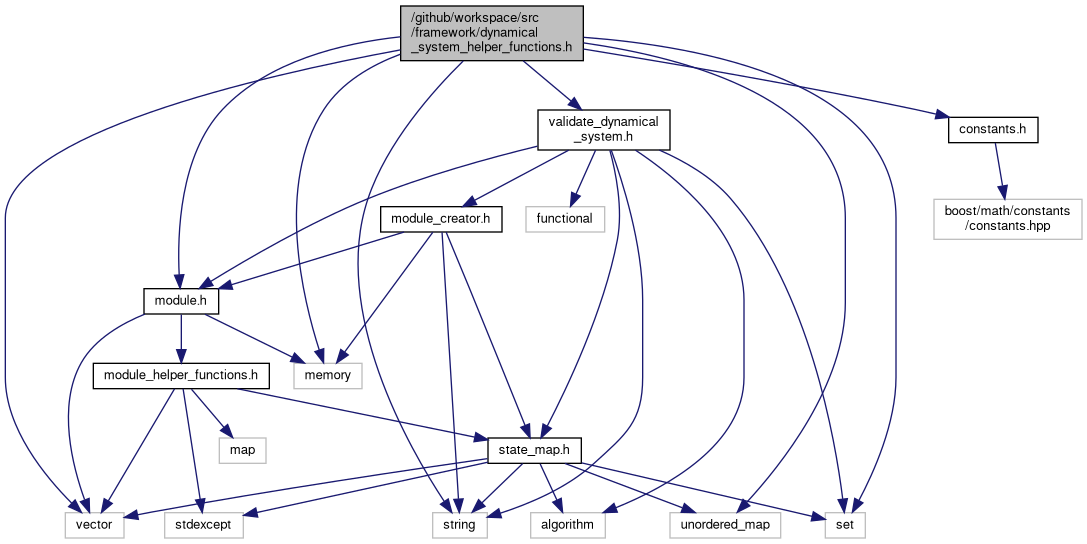 /github/workspace/src
/framework/dynamical
_system_helper_functions.h
validate_dynamical
_system.h
constants.h
module_creator.h
functional
boost/math/constants
/constants.hpp
module.h
module_helper_functions.h
memory
map
state_map.h
vector
stdexcept
string
algorithm
unordered_map
set